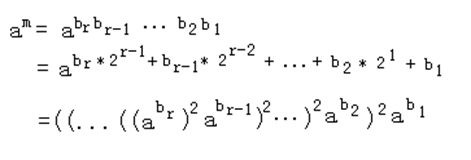 a^m = a^{b_r b_{r-1} ... b_2 b_1}
= a^{b_r * 2^{r-1} + b_{r-1} * 2^{r-2} + ... + b_2 * 2^1 + b_1}
= ((... ((a^{b_r})^2 a^{b_{r-1}})^2 ...)^2 a^{b_2})^2 a^{b_1}